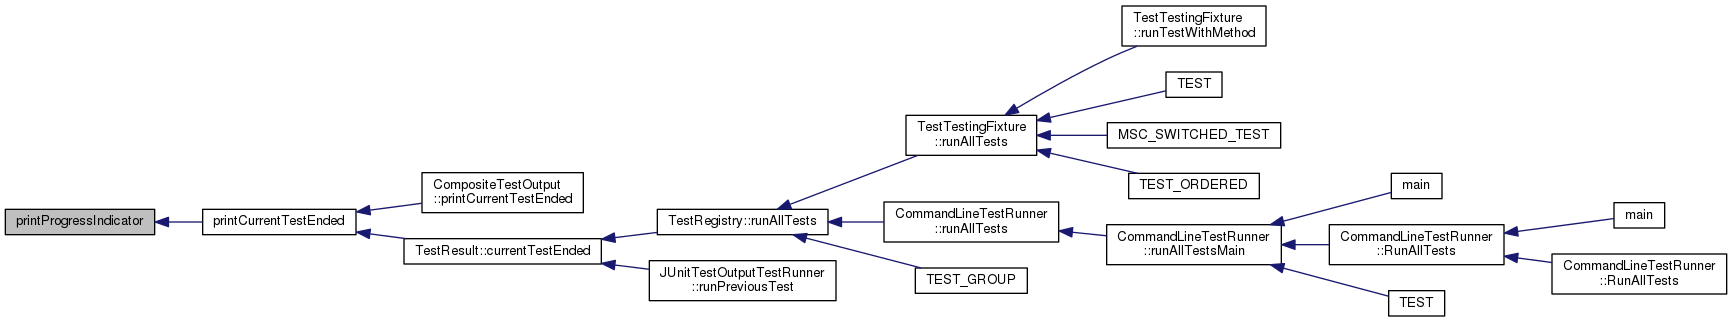 printProgressIndicator
printCurrentTestEnded
CompositeTestOutput
::printCurrentTestEnded
TestResult::currentTestEnded
TestRegistry::runAllTests
TestTestingFixture
::runAllTests
TestTestingFixture
::runTestWithMethod
TEST
MSC_SWITCHED_TEST
TEST_ORDERED
CommandLineTestRunner
::runAllTests
CommandLineTestRunner
::runAllTestsMain
main
CommandLineTestRunner
::RunAllTests
main
CommandLineTestRunner
::RunAllTests
TEST
TEST_GROUP
JUnitTestOutputTestRunner
::runPreviousTest